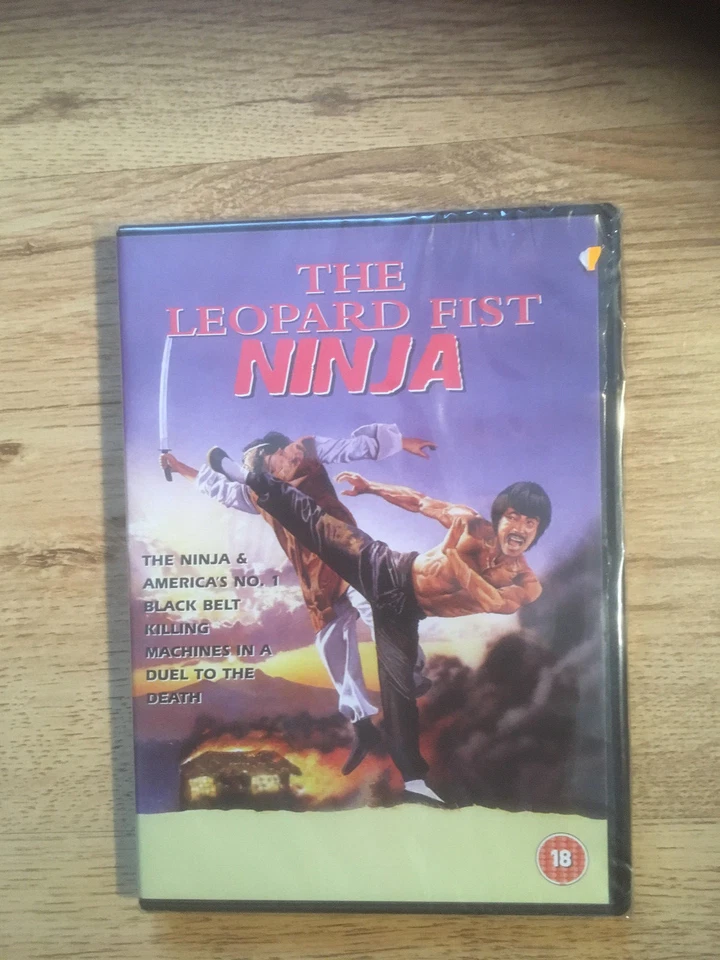 THE
LEOPARD FIST
NINJA
THE NINJA &
AMERICA'S NO. 1
BLACK BELT
KILLING
MACHINES IN A
DUEL TO THE
DEATH
18